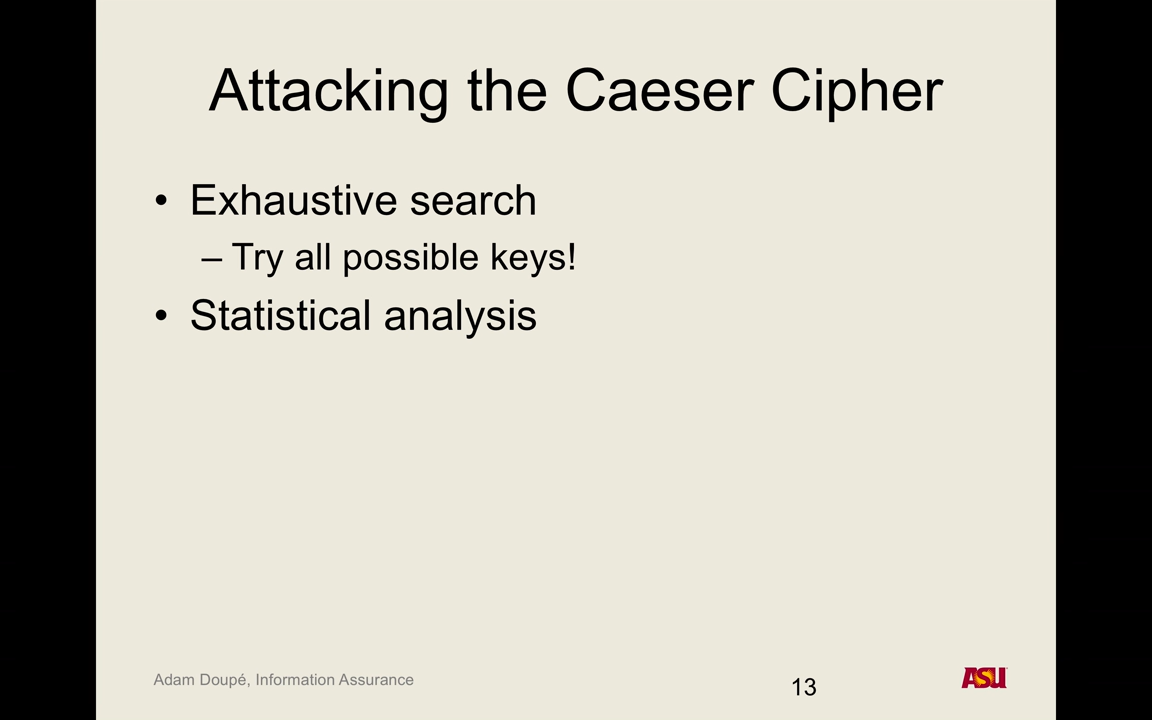 Attacking the Caeser Cipher
• Exhaustive search
– Try all possible keys!
• Statistical analysis
Adam Doupé, Information Assurance
13
ASU